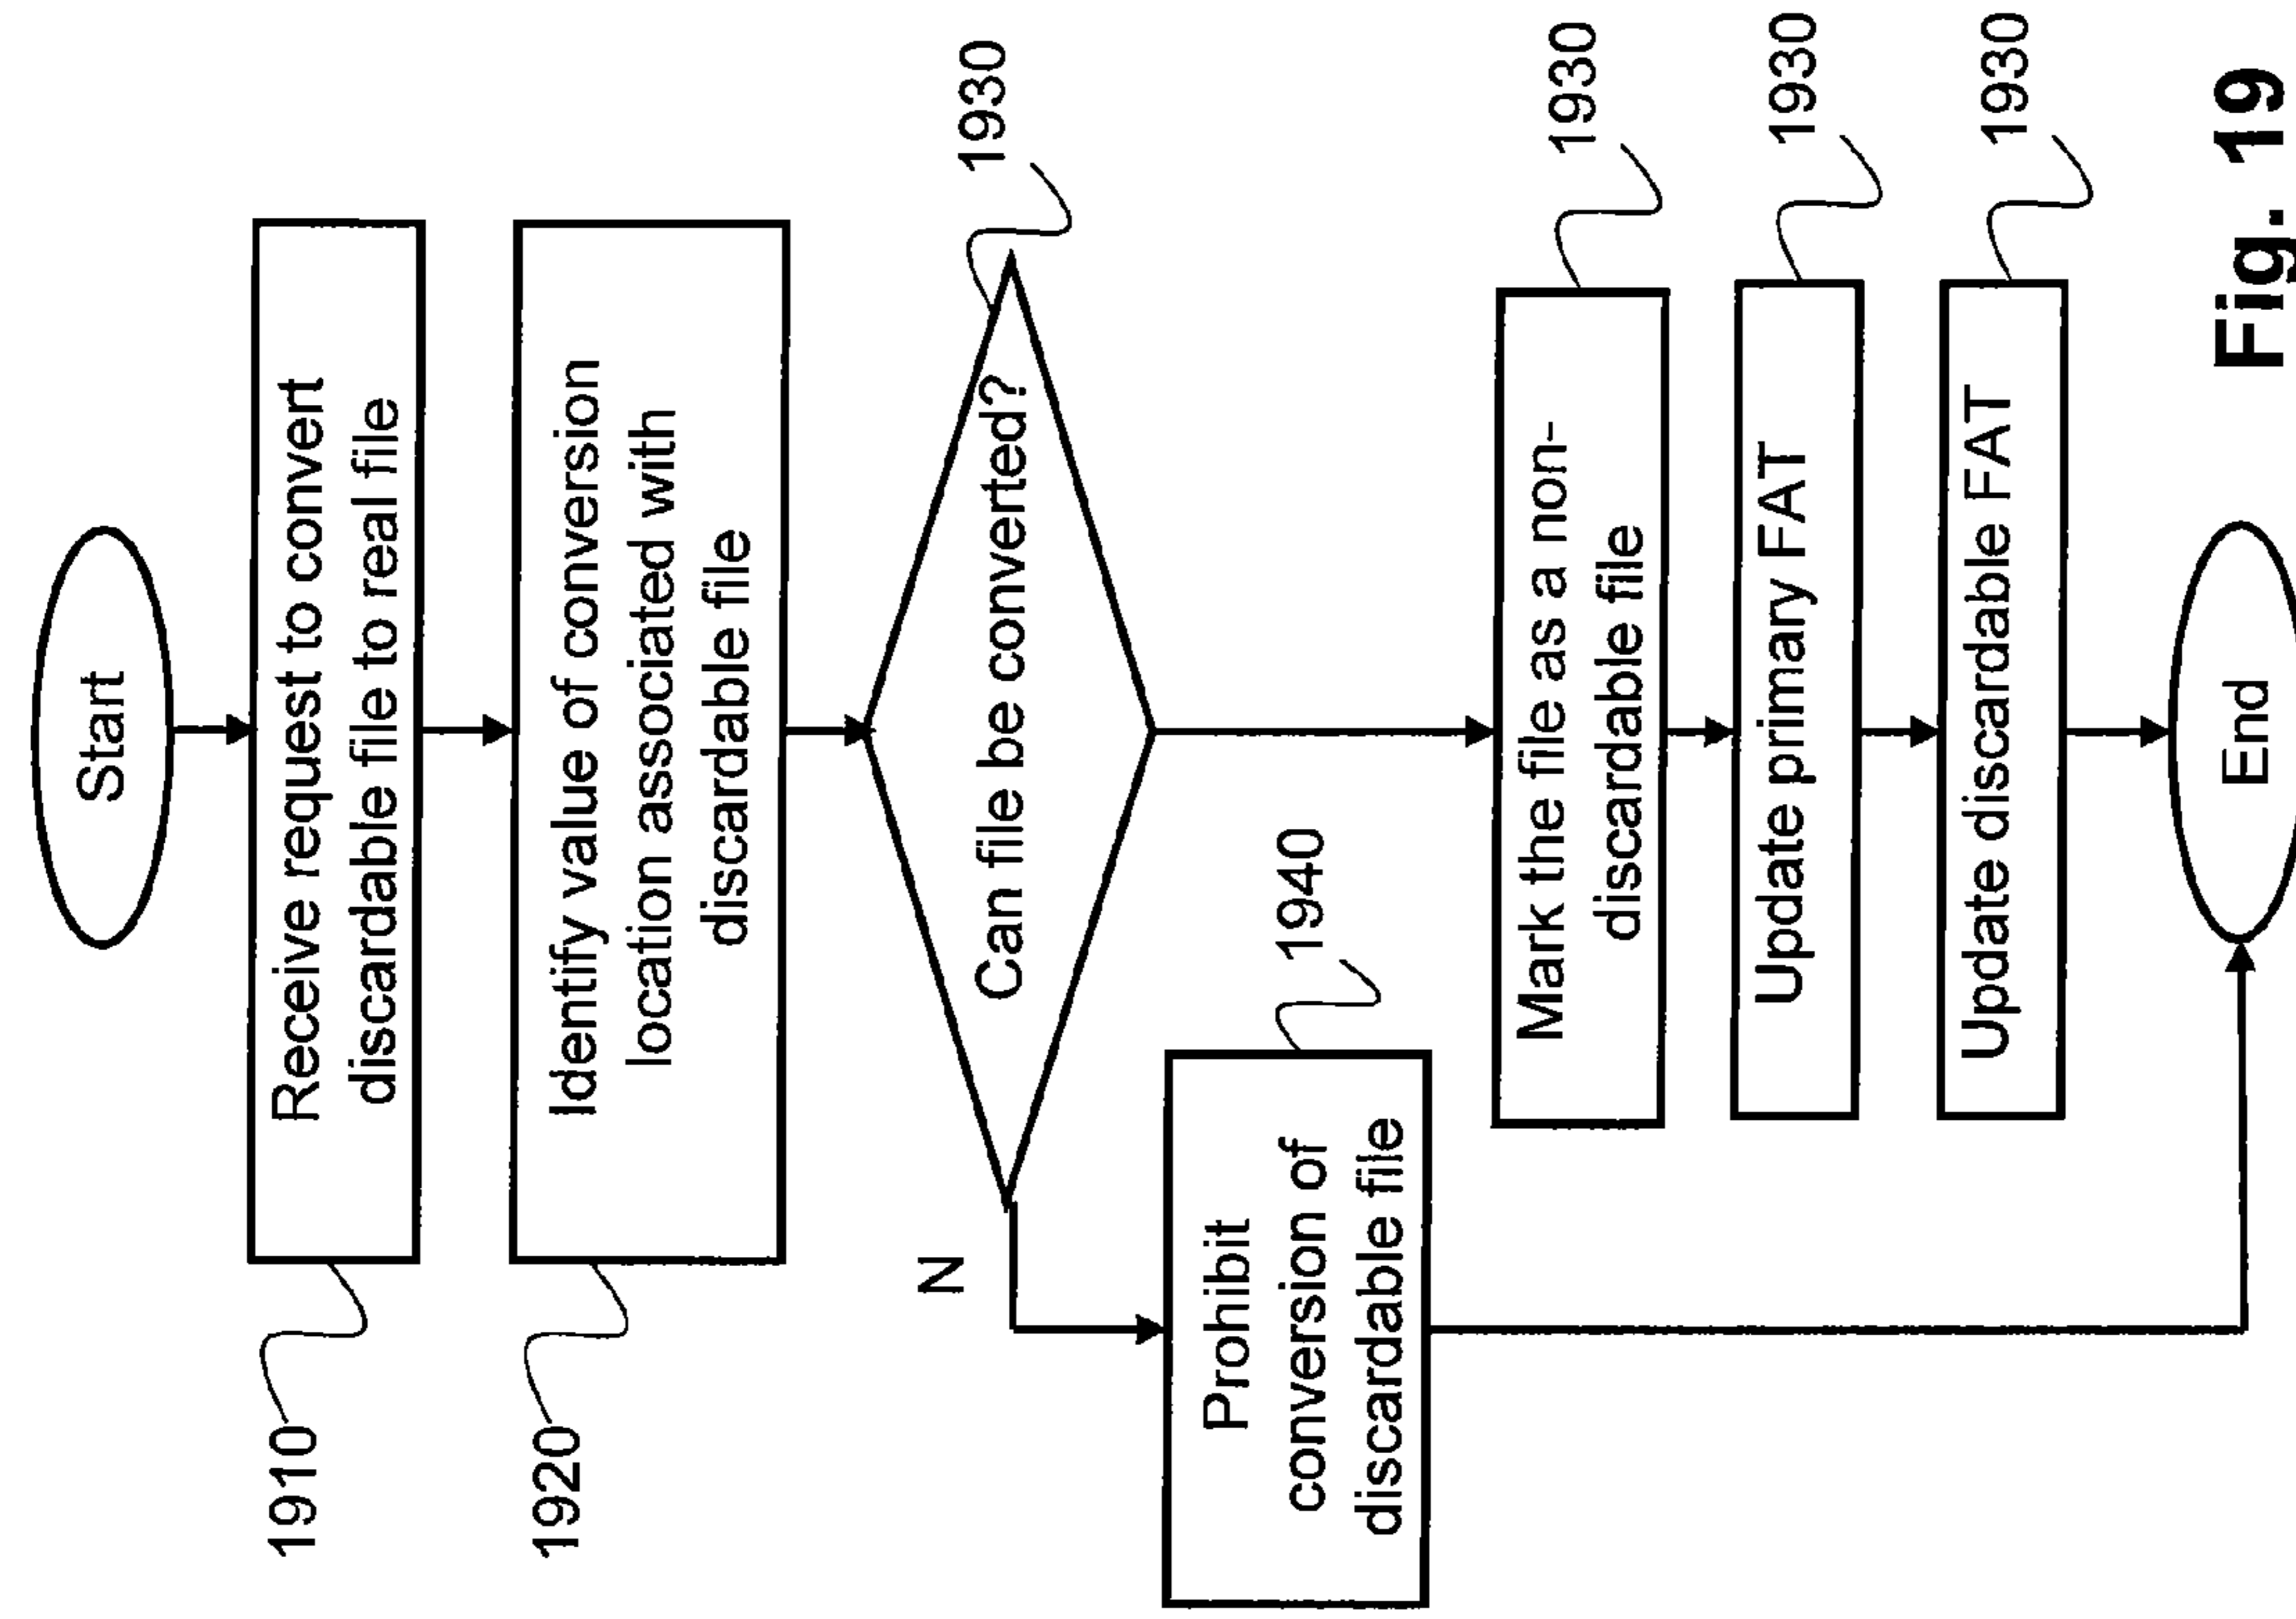 Start
1910
Receive request to convert
discardable file to real file
1920
Identify value of conversion
location associated with
discardable file
1930
Can file be converted?
N
1940
Prohibit
conversion of
discardable file
1930
Mark the file as a non-
discardable file
1930
Update primary FAT
1930
Update discardable FAT
End
Fig. 19